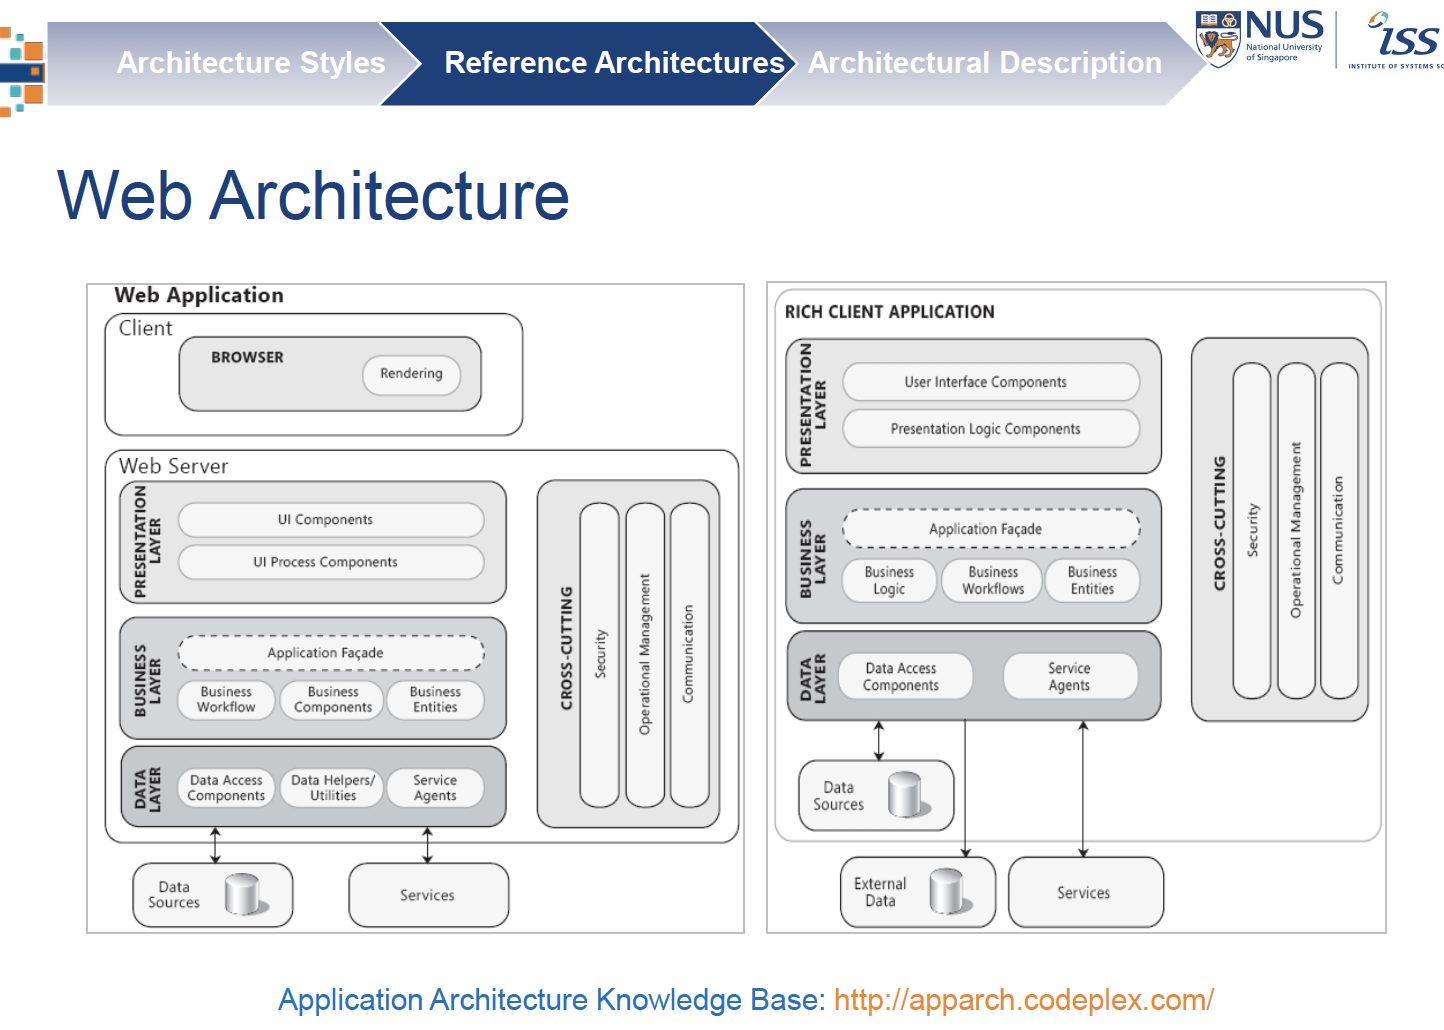 Architecture Styles
Reference Architectures
Architectural Description
NUS
National University
of Singapore
ISS
INSTITUTE OF SYSTEMS SC
Web Architecture
Web Application
Client
BROWSER
Rendering
Web Server
PRESENTATION
LAYER
UI Components
UI Process Components
BUSINESS
LAYER
Application Façade
Business
Workflow
Business
Components
Business
Entities
DATA
LAYER
Data Access
Components
Data Helpers/
Utilities
Service
Agents
CROSS-CUTTING
Security
Operational Management
Communication
Data
Sources
Services
RICH CLIENT APPLICATION
PRESENTATION
LAYER
User Interface Components
Presentation Logic Components
BUSINESS
LAYER
Application Façade
Business
Logic
Business
Workflows
Business
Entities
DATA
LAYER
Data Access
Components
Service
Agents
CROSS-CUTTING
Security
Operational Management
Communication
Data
Sources
External
Data
Services
Application Architecture Knowledge Base: http://apparch.codeplex.com/